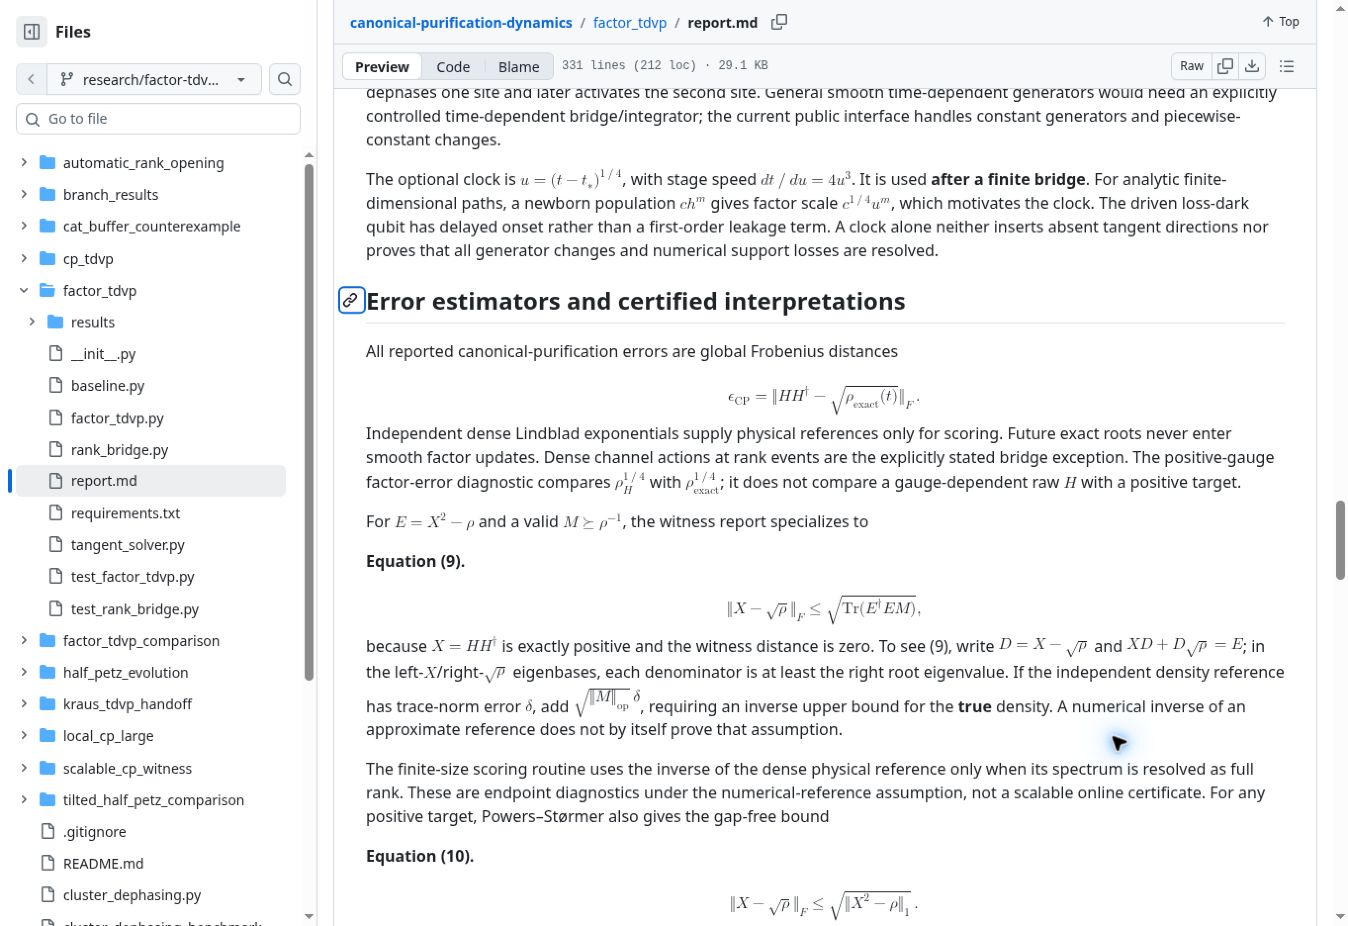 Files
research/factor-tdv...
Go to file
automatic_rank_opening
branch_results
cat_buffer_counterexample
cp_tdvp
factor_tdvp
results
__init__.py
baseline.py
factor_tdvp.py
rank_bridge.py
report.md
requirements.txt
tangent_solver.py
test_factor_tdvp.py
test_rank_bridge.py
factor_tdvp_comparison
half_petz_evolution
kraus_tdvp_handoff
local_cp_large
scalable_cp_witness
tilted_half_petz_comparison
.gitignore
README.md
cluster_dephasing.py
canonical-purification-dynamics / factor_tdvp / report.md
Top
Preview Code Blame 331 lines (212 loc) · 29.1 KB Raw
dephases one site and later activates the second site. General smooth time-dependent generators would need an explicitly
controlled time-dependent bridge/integrator; the current public interface handles constant generators and piecewise-
constant changes.
The optional clock is u = (t − t_*)^{1/4}, with stage speed dt / du = 4u³. It is used after a finite bridge. For analytic finite-
dimensional paths, a newborn population ch^m gives factor scale c^{1/4}u^m, which motivates the clock. The driven loss-dark
qubit has delayed onset rather than a first-order leakage term. A clock alone neither inserts absent tangent directions nor
proves that all generator changes and numerical support losses are resolved.
Error estimators and certified interpretations
All reported canonical-purification errors are global Frobenius distances
ϵ_CP = ‖HH† − √ρ_exact(t)‖_F.
Independent dense Lindblad exponentials supply physical references only for scoring. Future exact roots never enter
smooth factor updates. Dense channel actions at rank events are the explicitly stated bridge exception. The positive-gauge
factor-error diagnostic compares ρ_H^{1/4} with ρ_exact^{1/4}; it does not compare a gauge-dependent raw H with a positive target.
For E = X² − ρ and a valid M ⪰ ρ⁻¹, the witness report specializes to
Equation (9).
‖X − √ρ‖_F ≤ √Tr(E†EM),
because X = HH† is exactly positive and the witness distance is zero. To see (9), write D = X − √ρ and XD + D√ρ = E; in
the left-X/right-√ρ eigenbases, each denominator is at least the right root eigenvalue. If the independent density reference
has trace-norm error δ, add √‖M‖_op δ, requiring an inverse upper bound for the true density. A numerical inverse of an
approximate reference does not by itself prove that assumption.
The finite-size scoring routine uses the inverse of the dense physical reference only when its spectrum is resolved as full
rank. These are endpoint diagnostics under the numerical-reference assumption, not a scalable online certificate. For any
positive target, Powers–Størmer also gives the gap-free bound
Equation (10).
‖X − √ρ‖_F ≤ √‖X² − ρ‖_1.